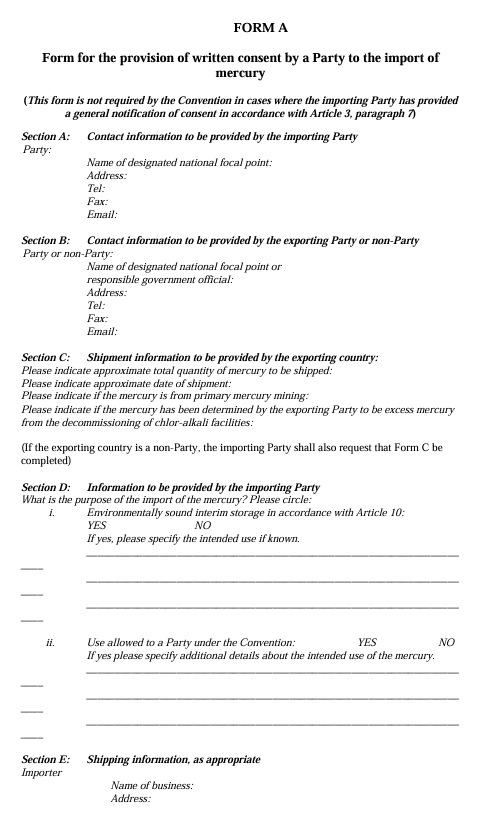 FORM A
Form for the provision of written consent by a Party to the import of
mercury
(This form is not required by the Convention in cases where the importing Party has provided
a general notification of consent in accordance with Article 3, paragraph 7)
Section A: Contact information to be provided by the importing Party
Party:
Name of designated national focal point:
Address:
Tel:
Fax:
Email:
Section B: Contact information to be provided by the exporting Party or non-Party
Party or non-Party:
Name of designated national focal point or
responsible government official:
Address:
Tel:
Fax:
Email:
Section C: Shipment information to be provided by the exporting country:
Please indicate approximate total quantity of mercury to be shipped:
Please indicate approximate date of shipment:
Please indicate if the mercury is from primary mercury mining:
Please indicate if the mercury has been determined by the exporting Party to be excess mercury
from the decommissioning of chlor-alkali facilities:
(If the exporting country is a non-Party, the importing Party shall also request that Form C be
completed)
Section D: Information to be provided by the importing Party
What is the purpose of the import of the mercury? Please circle:
i. Environmentally sound interim storage in accordance with Article 10:
YES NO
If yes, please specify the intended use if known.
ii. Use allowed to a Party under the Convention: YES NO
If yes please specify additional details about the intended use of the mercury.
Section E: Shipping information, as appropriate
Importer
Name of business:
Address: